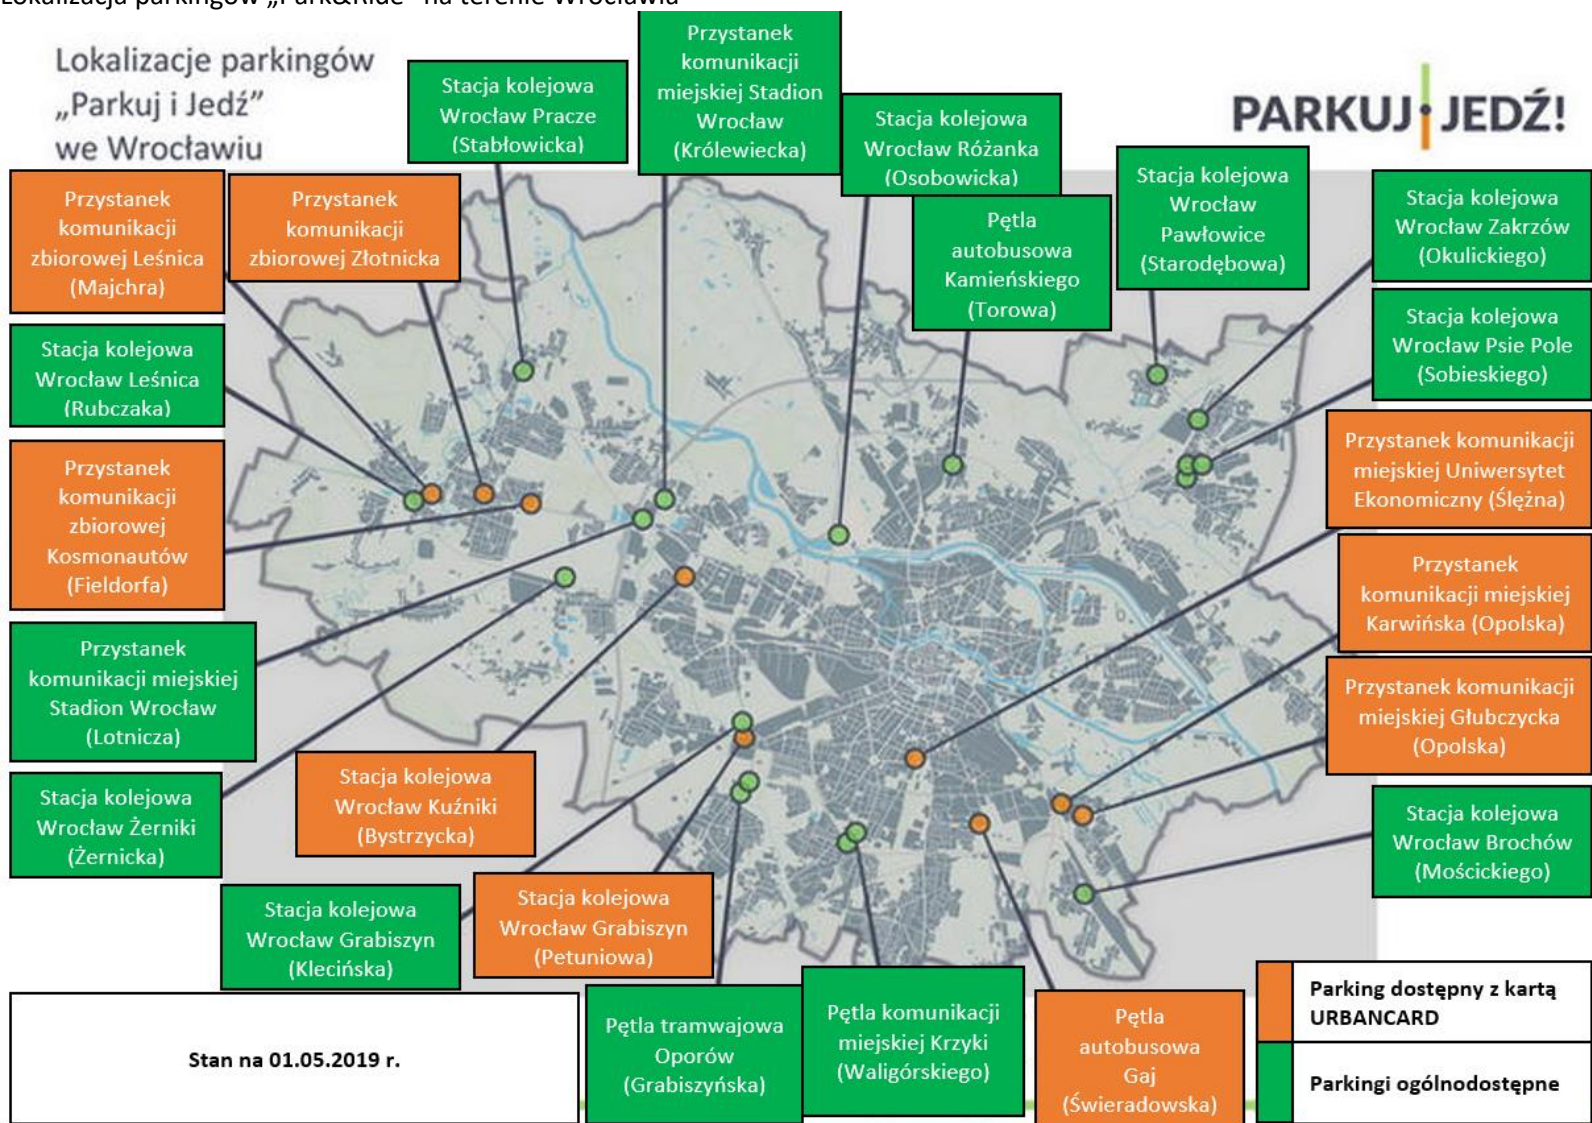 Lokalizacja parkingów „Park&Ride” na terenie Wrocławia
Lokalizacje parkingów
„Parkuj i Jedź”
we Wrocławiu
PARKUJ JEDŹ!
Stacja kolejowa
Wrocław Pracze
(Stabłowicka)
Przystanek
komunikacji
miejskiej Stadion
Wrocław
(Królewiecka)
Stacja kolejowa
Wrocław Różanka
(Osobowicka)
Pętla
autobusowa
Kamieńskiego
(Torowa)
Stacja kolejowa
Wrocław
Pawłowice
(Starodębowa)
Stacja kolejowa
Wrocław Zakrzów
(Okulickiego)
Przystanek
komunikacji
zbiorowej Leśnica
(Majchra)
Przystanek
komunikacji
zbiorowej Złotnicka
Stacja kolejowa
Wrocław Psie Pole
(Sobieskiego)
Stacja kolejowa
Wrocław Leśnica
(Rubczaka)
Przystanek komunikacji
miejskiej Uniwersytet
Ekonomiczny (Ślężna)
Przystanek
komunikacji
zbiorowej
Kosmonautów
(Fieldorfa)
Przystanek
komunikacji miejskiej
Karwińska (Opolska)
Przystanek
komunikacji miejskiej
Stadion Wrocław
(Lotnicza)
Przystanek komunikacji
miejskiej Głubczycka
(Opolska)
Stacja kolejowa
Wrocław Żerniki
(Żernicka)
Stacja kolejowa
Wrocław Kuźniki
(Bystrzycka)
Stacja kolejowa
Wrocław Brochów
(Mościckiego)
Stacja kolejowa
Wrocław Grabiszyn
(Klecińska)
Stacja kolejowa
Wrocław Grabiszyn
(Petuniowa)
Stan na 01.05.2019 r.
Pętla tramwajowa
Oporów
(Grabiszyńska)
Pętla komunikacji
miejskiej Krzyki
(Waligórskiego)
Pętla
autobusowa
Gaj
(Świeradowska)
Parking dostępny z kartą
URBANCARD
Parkingi ogólnodostępne